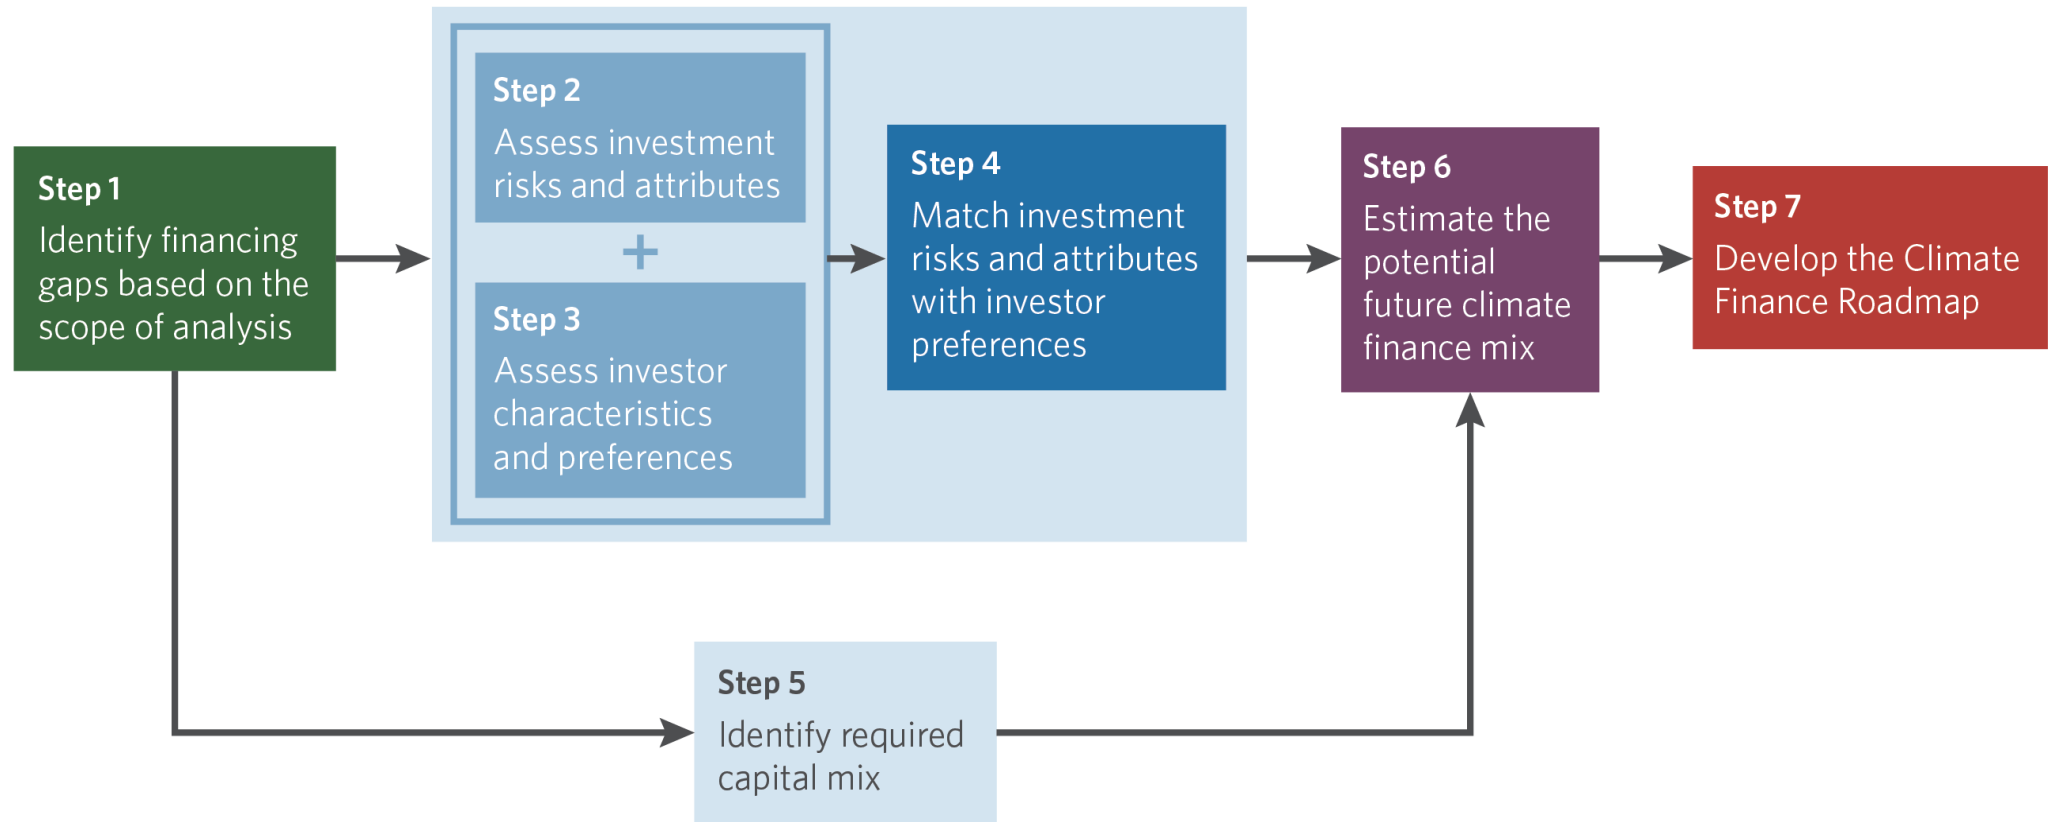 Step 1
Identify financing
gaps based on the
scope of analysis
Step 2
Assess investment
risks and attributes
+
Step 3
Assess investor
characteristics
and preferences
Step 4
Match investment
risks and attributes
with investor
preferences
Step 5
Identify required
capital mix
Step 6
Estimate the
potential
future climate
finance mix
Step 7
Develop the Climate
Finance Roadmap